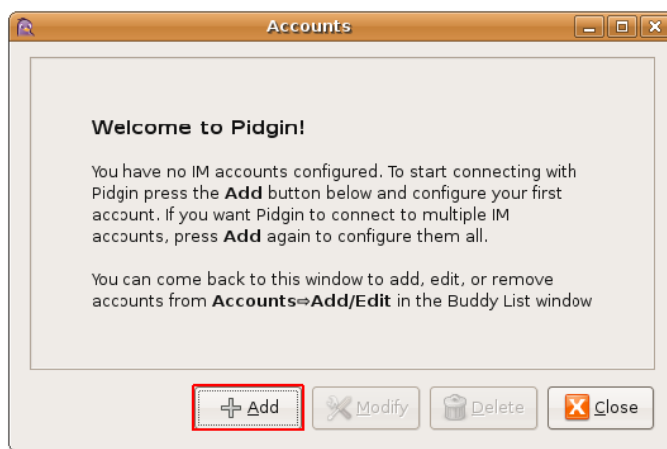 Accounts
Welcome to Pidgin!
You have no IM accounts configured. To start connecting with
Pidgin press the Add button below and configure your first
account. If you want Pidgin to connect to multiple IM
accounts, press Add again to configure them all.
You can come back to this window to add, edit, or remove
accounts from Accounts⇨Add/Edit in the Buddy List window
Add Modify Delete Close